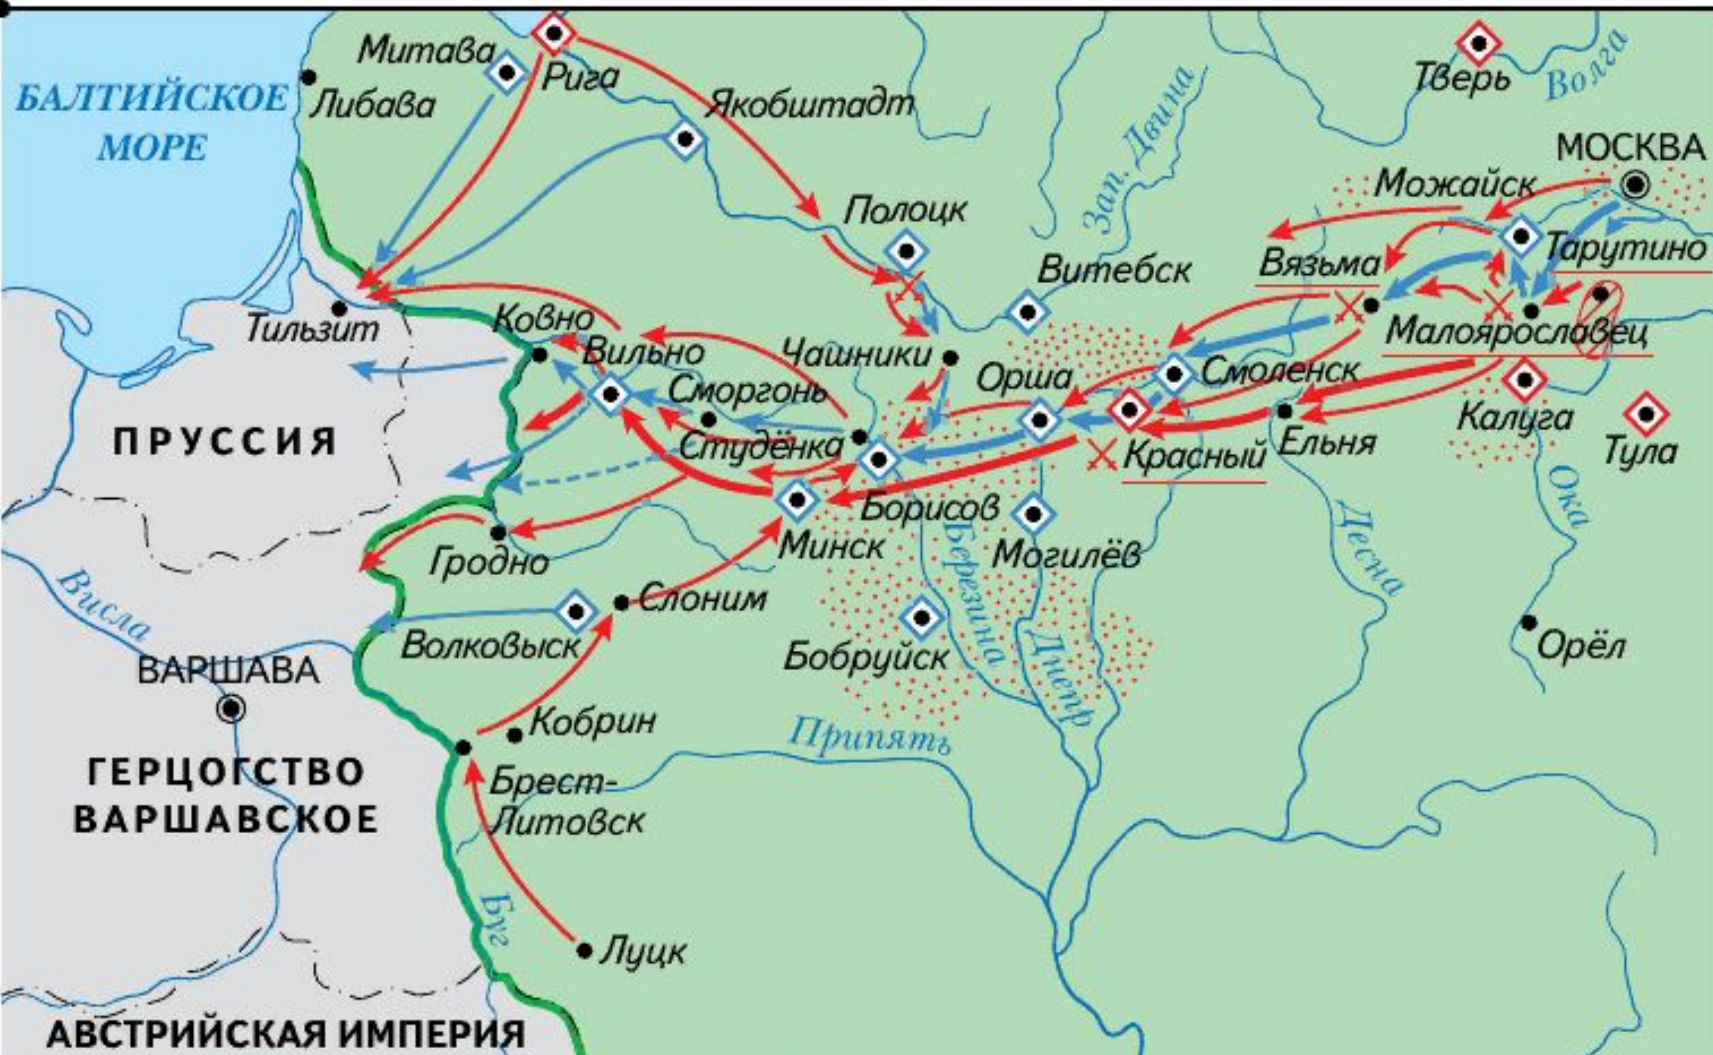 Рига
Митава
Либава
БАЛТИЙСКОЕ
МОРЕ
Якобштадт
Зап. Двина
Тверь
Волга
МОСКВА
Можайск
Полоцк
Витебск
Вязьма
Тарутино
Тильзит
Ковно
Вильно
Чашники
Малоярославец
Сморгонь
Орша
Смоленск
Калуга
Тула
ПРУССИЯ
Студёнка
Красный
Ельня
Борисов
Минск
Могилёв
Березина
Десна
Ока
Гродно
Слоним
Висла
Волковыск
Бобруйск
Днепр
Орёл
ВАРШАВА
Кобрин
Припять
ГЕРЦОГСТВО
ВАРШАВСКОЕ
Брест-
Литовск
Буг
Луцк
АВСТРИЙСКАЯ ИМПЕРИЯ